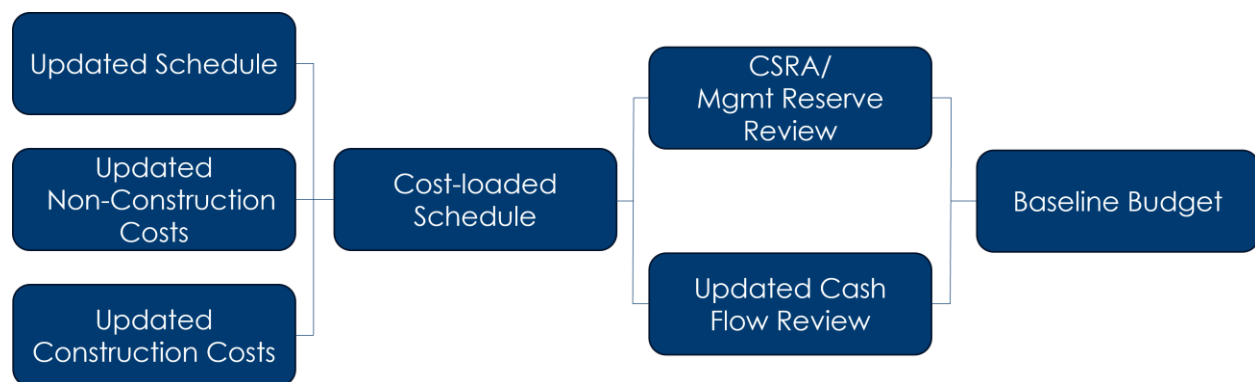 Updated Schedule
Updated
Non-Construction
Costs
Updated
Construction Costs
Cost-loaded
Schedule
CSRA/
Mgmt Reserve
Review
Updated Cash
Flow Review
Baseline Budget